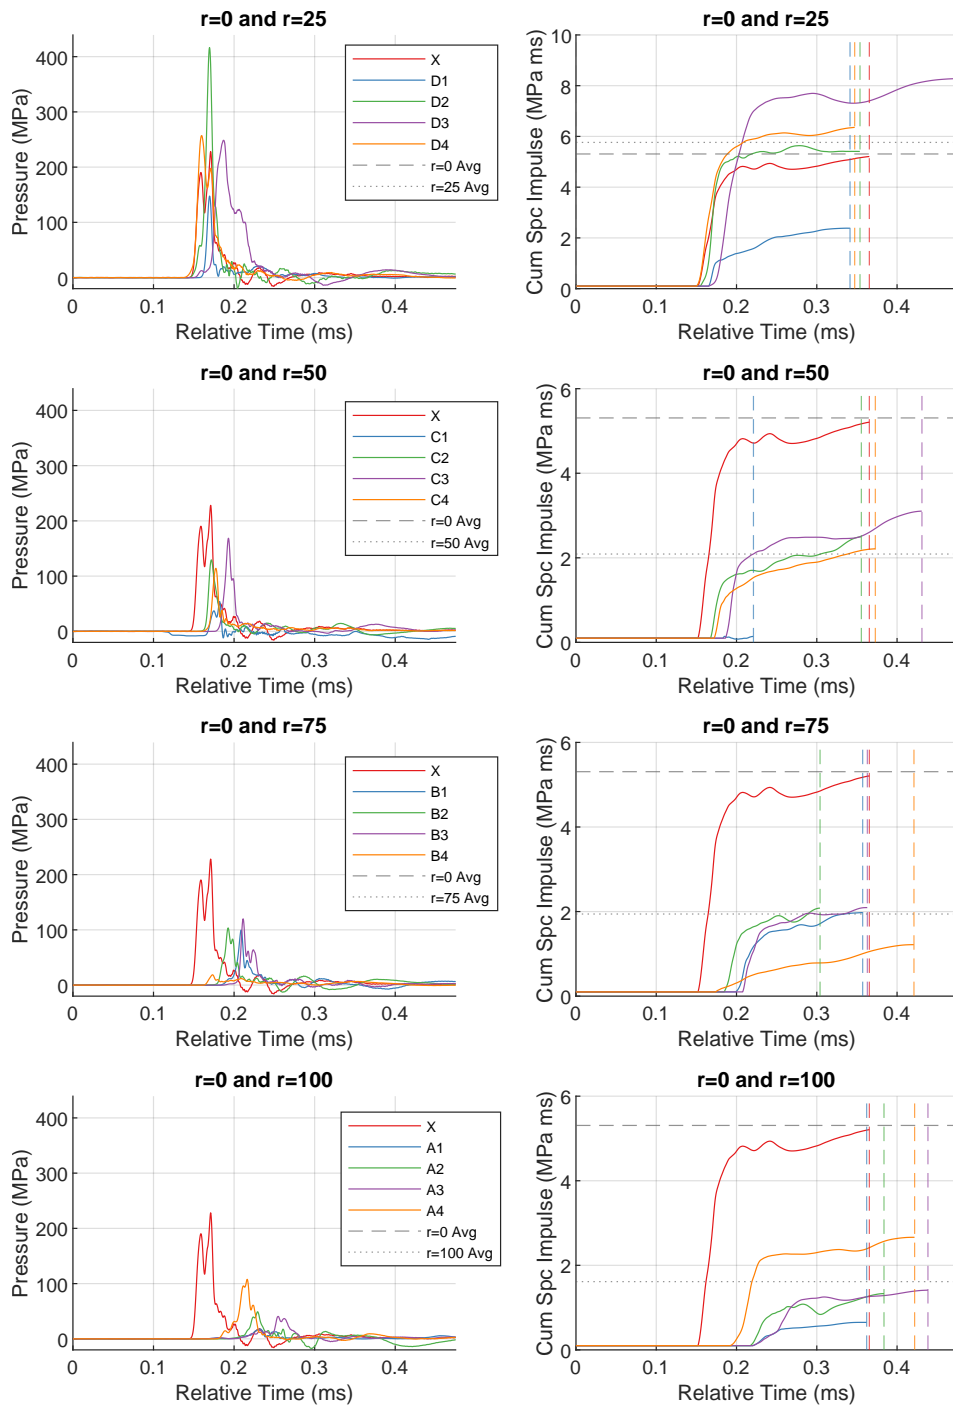 r=0 and r=25
Pressure (MPa)
400
300
200
100
0
0
0.1
0.2
0.3
0.4
Relative Time (ms)
X
D1
D2
D3
D4
r=0 Avg
r=25 Avg
r=0 and r=25
Cum Spc Impulse (MPa ms)
10
8
6
4
2
0
0
0.1
0.2
0.3
0.4
Relative Time (ms)
r=0 and r=50
Pressure (MPa)
400
300
200
100
0
0
0.1
0.2
0.3
0.4
Relative Time (ms)
X
C1
C2
C3
C4
r=0 Avg
r=50 Avg
r=0 and r=50
Cum Spc Impulse (MPa ms)
6
4
2
0
0
0.1
0.2
0.3
0.4
Relative Time (ms)
r=0 and r=75
Pressure (MPa)
400
300
200
100
0
0
0.1
0.2
0.3
0.4
Relative Time (ms)
X
B1
B2
B3
B4
r=0 Avg
r=75 Avg
r=0 and r=75
Cum Spc Impulse (MPa ms)
6
4
2
0
0
0.1
0.2
0.3
0.4
Relative Time (ms)
r=0 and r=100
Pressure (MPa)
400
300
200
100
0
0
0.1
0.2
0.3
0.4
Relative Time (ms)
X
A1
A2
A3
A4
r=0 Avg
r=100 Avg
r=0 and r=100
Cum Spc Impulse (MPa ms)
6
4
2
0
0
0.1
0.2
0.3
0.4
Relative Time (ms)